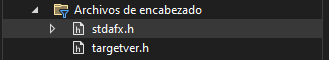 Archivos de encabezado
stdafx.h
targetver.h